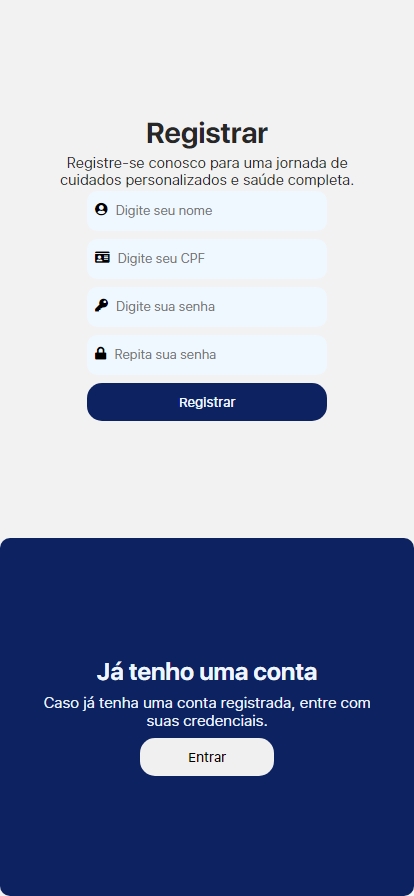 Registrar
Registre-se conosco para uma jornada de
cuidados personalizados e saúde completa.
Digite seu nome
Digite seu CPF
Digite sua senha
Repita sua senha
Registrar
Já tenho uma conta
Caso já tenha uma conta registrada, entre com
suas credenciais.
Entrar